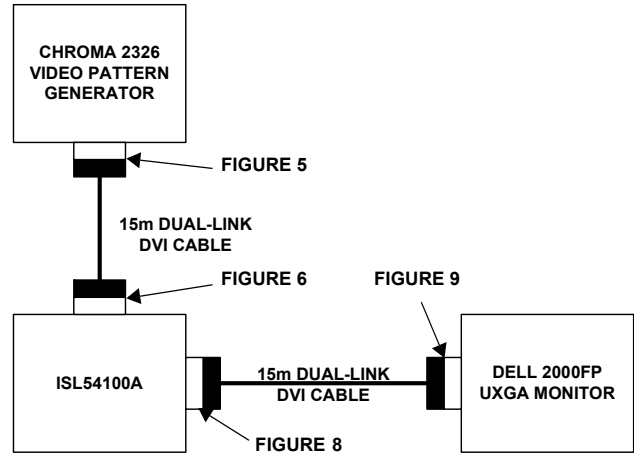 CHROMA 2326
VIDEO PATTERN
GENERATOR
FIGURE 5
15m DUAL-LINK
DVI CABLE
FIGURE 6
FIGURE 9
ISL54100A
15m DUAL-LINK
DVI CABLE
DELL 2000FP
UXGA MONITOR
FIGURE 8